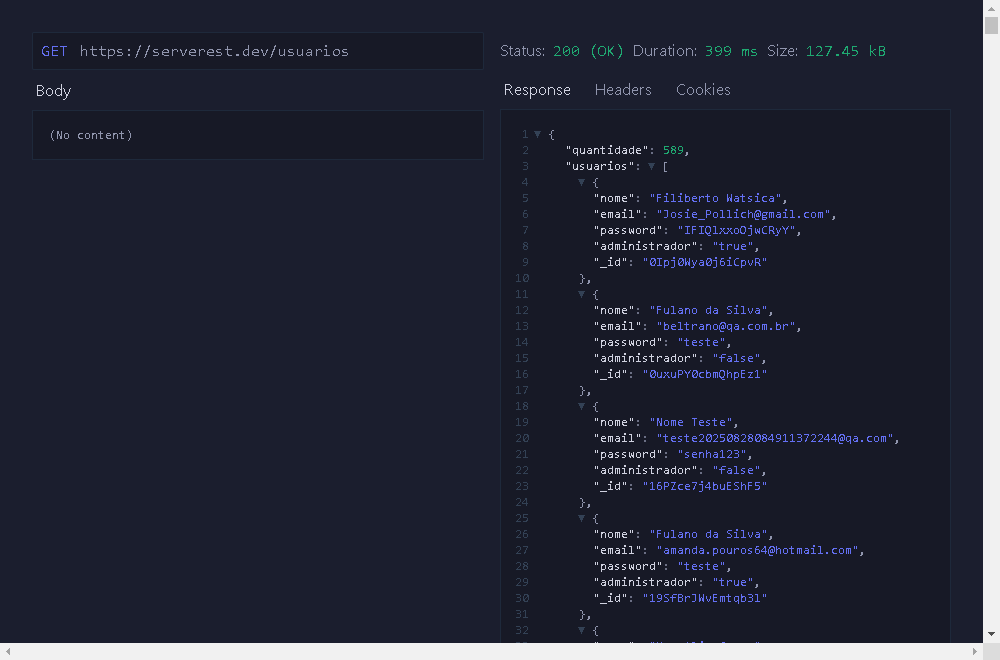 GET https://serverest.dev/usuarios
Status: 200 (OK) Duration: 399 ms Size: 127.45 kB
Body
(No content)
Response Headers Cookies
1 ▼ {
2 "quantidade": 589,
3 "usuarios": ▼ [
4 ▼ {
5 "nome": "Filiberto Watsica",
6 "email": "Josie_Pollich@gmail.com",
7 "password": "IFIQlxxoOjwCRyY",
8 "administrador": "true",
9 "_id": "0Ipj0Wya0j6iCpvR"
10 },
11 ▼ {
12 "nome": "Fulano da Silva",
13 "email": "beltrano@qa.com.br",
14 "password": "teste",
15 "administrador": "false",
16 "_id": "0uxuPY0cbmQhpEz1"
17 },
18 ▼ {
19 "nome": "Nome Teste",
20 "email": "teste20250828084911372244@qa.com",
21 "password": "senha123",
22 "administrador": "false",
23 "_id": "16PZce7j4buEShF5"
24 },
25 ▼ {
26 "nome": "Fulano da Silva",
27 "email": "amanda.pouros64@hotmail.com",
28 "password": "teste",
29 "administrador": "true",
30 "_id": "19SfBrJWvEmtqb3l"
31 },
32 ▼ {